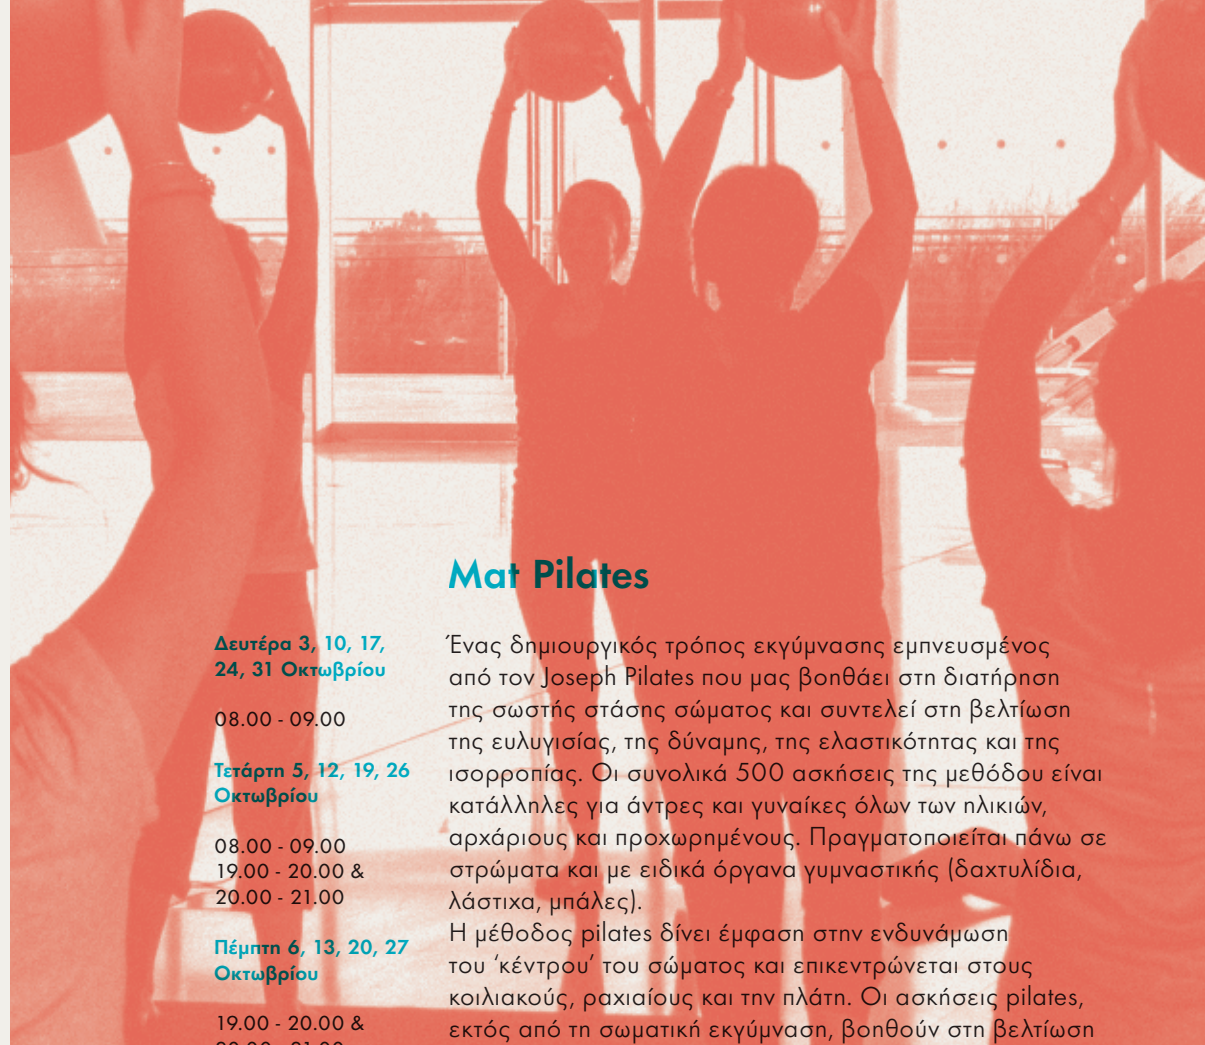 Mat Pilates
Δευτέρα 3, 10, 17,
24, 31 Οκτωβρίου
08.00 - 09.00
Τετάρτη 5, 12, 19, 26
Οκτωβρίου
08.00 - 09.00
19.00 - 20.00 &
20.00 - 21.00
Πέμπτη 6, 13, 20, 27
Οκτωβρίου
19.00 - 20.00 &
20.00 - 21.00
Ένας δημιουργικός τρόπος εκγύμνασης εμπνευσμένος
από τον Joseph Pilates που μας βοηθάει στη διατήρηση
της σωστής στάσης σώματος και συντελεί στη βελτίωση
της ευλυγισίας, της δύναμης, της ελαστικότητας και της
ισορροπίας. Οι συνολικά 500 ασκήσεις της μεθόδου είναι
κατάλληλες για άντρες και γυναίκες όλων των ηλικιών,
αρχάριους και προχωρημένους. Πραγματοποιείται πάνω σε
στρώματα και με ειδικά όργανα γυμναστικής (δαχτυλίδια,
λάστιχα, μπάλες).
Η μέθοδος pilates δίνει έμφαση στην ενδυνάμωση
του ‘κέντρου’ του σώματος και επικεντρώνεται στους
κοιλιακούς, ραχιαίους και την πλάτη. Οι ασκήσεις pilates,
εκτός από τη σωματική εκγύμναση, βοηθούν στη βελτίωση